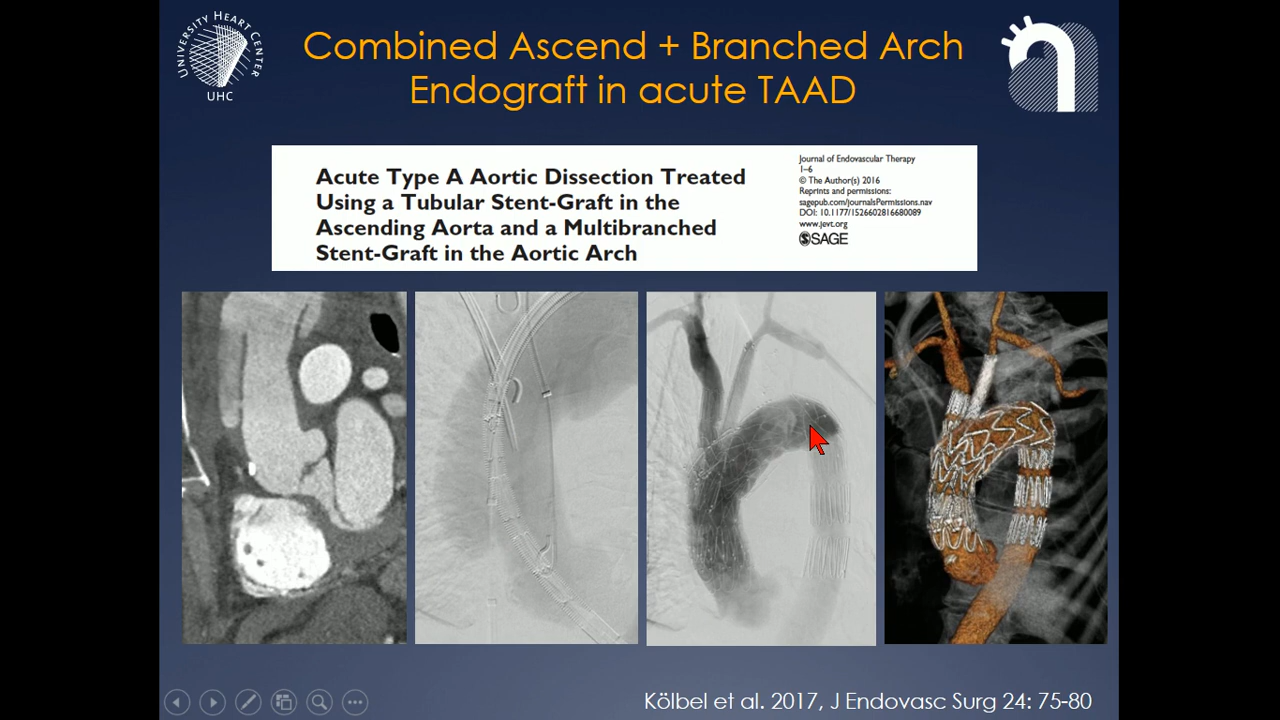 UNIVERSITY HEART CENTER
UHC
Combined Ascend + Branched Arch
Endograft in acute TAAD
Acute Type A Aortic Dissection Treated
Using a Tubular Stent-Graft in the
Ascending Aorta and a Multibranched
Stent-Graft in the Aortic Arch
Journal of Endovascular Therapy
1–6
© The Author(s) 2016
Reprints and permissions:
sagepub.com/journalsPermissions.nav
DOI: 10.1177/1526602816680089
www.jevt.org
SAGE
Kölbel et al. 2017, J Endovasc Surg 24: 75-80